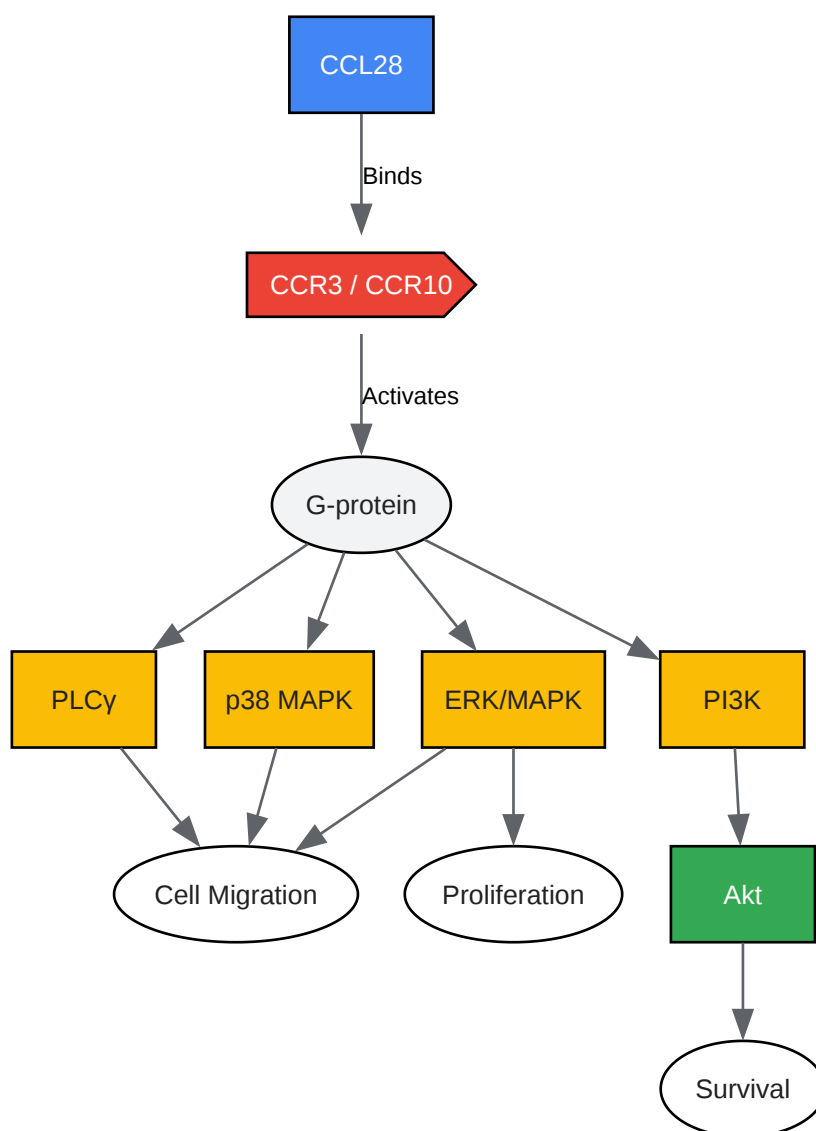 CCL28
Binds
CCR3 / CCR10
Activates
G-protein
PLCγ
p38 MAPK
ERK/MAPK
PI3K
Cell Migration
Proliferation
Akt
Survival